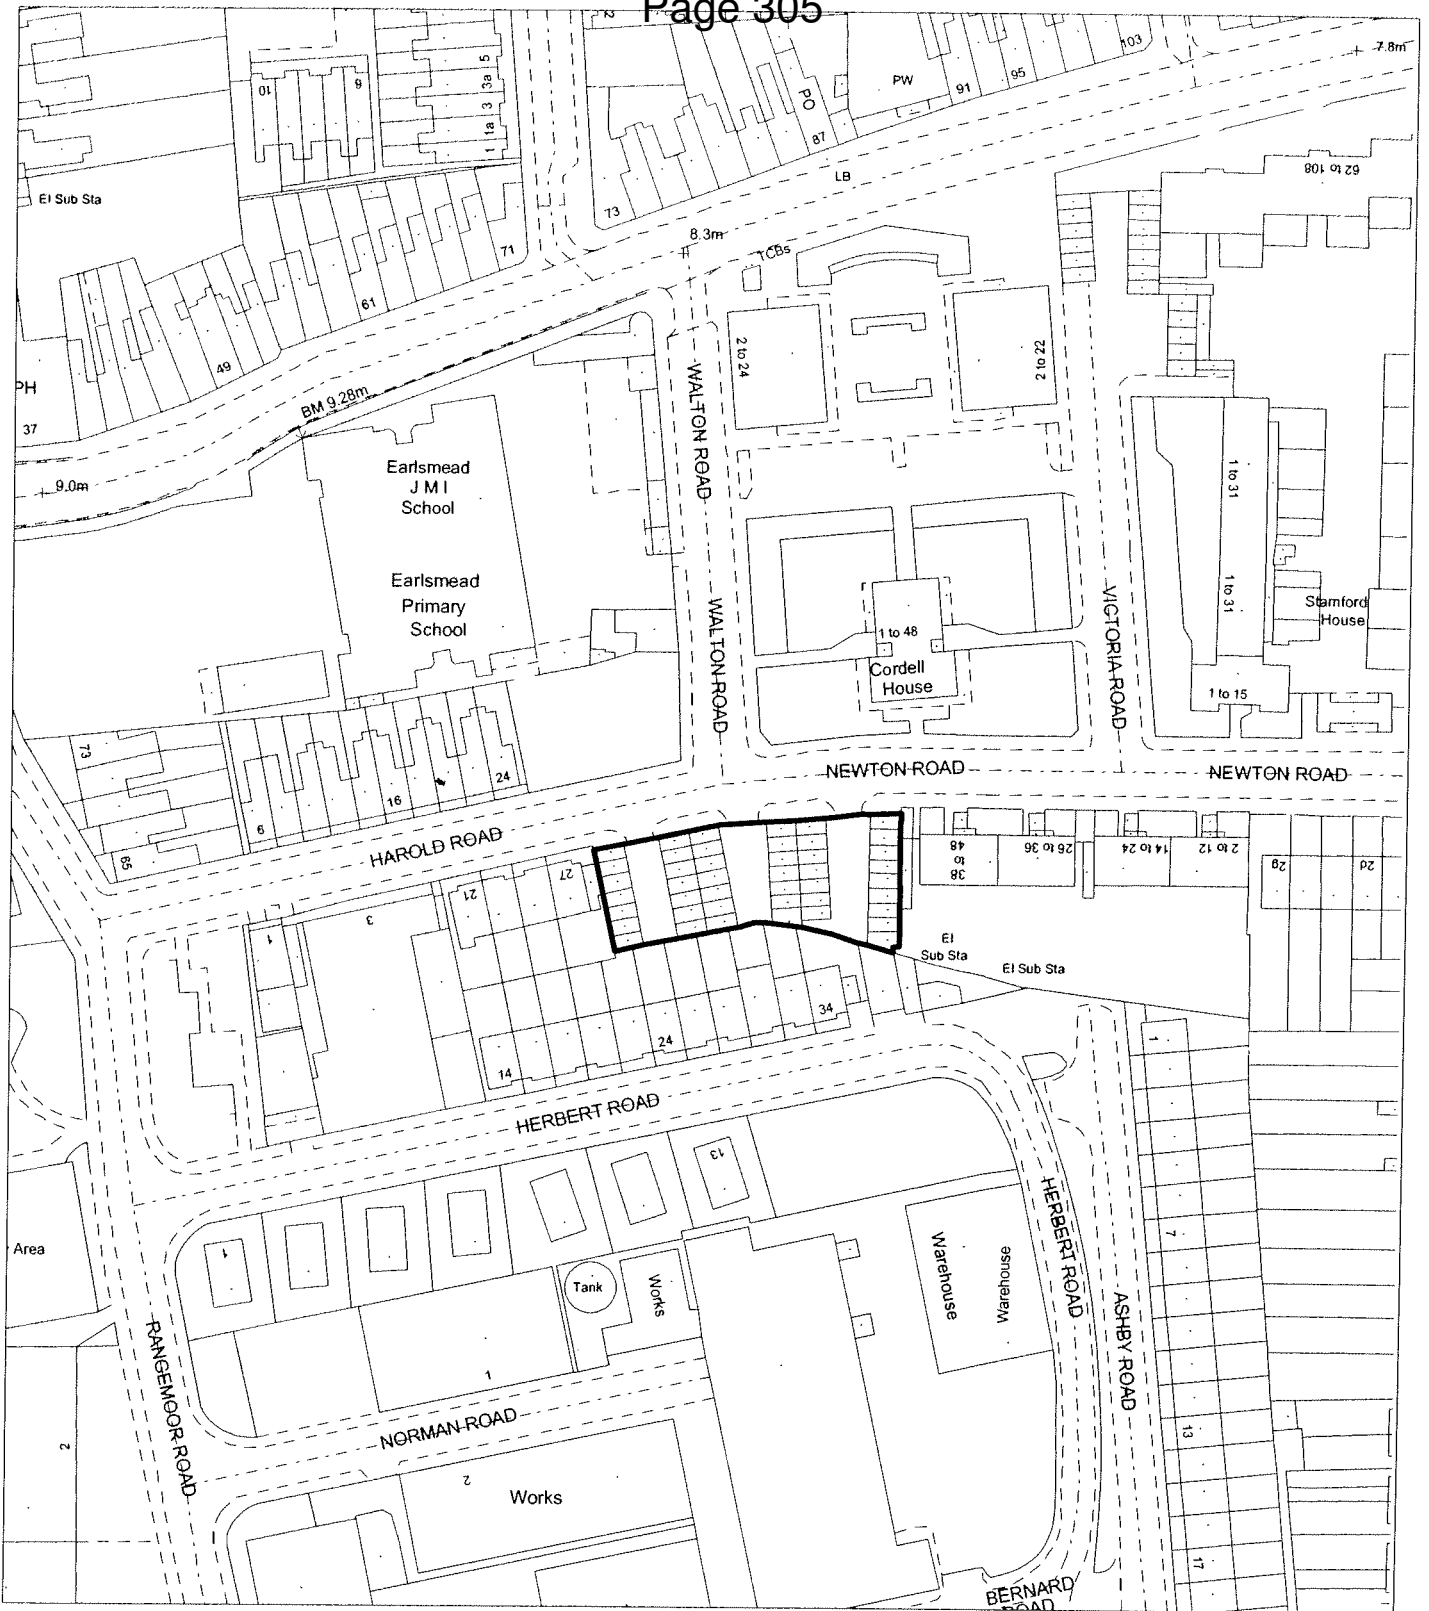 Page 305
10
9
1 1a 3 3a 5
2
PO
PW
87
91
95
103
7.8m
El Sub Sta
LB
62 to 108
73
71
8.3m
TCBs
61
49
PH
37
BM 9.28m
9.0m
2 to 24
2 to 22
WALTON ROAD
Earlsmead
J M I
School
1 to 31
Earlsmead
Primary
School
WALTON ROAD
VICTORIA ROAD
1 to 31
Stamford
House
1 to 48
Cordell
House
1 to 15
73
24
16
NEWTON ROAD
NEWTON ROAD
65
HAROLD ROAD
21
27
3
1
38
to
48
26 to 36
14 to 24
2 to 12
2g
2d
El
Sub Sta
El Sub Sta
34
24
14
1
HERBERT ROAD
13
1
HERBERT ROAD
7
Area
Tank
Works
Warehouse
Warehouse
ASHBY ROAD
RANGEMOOR ROAD
1
NORMAN ROAD
13
2
2
Works
17
BERNARD
ROAD